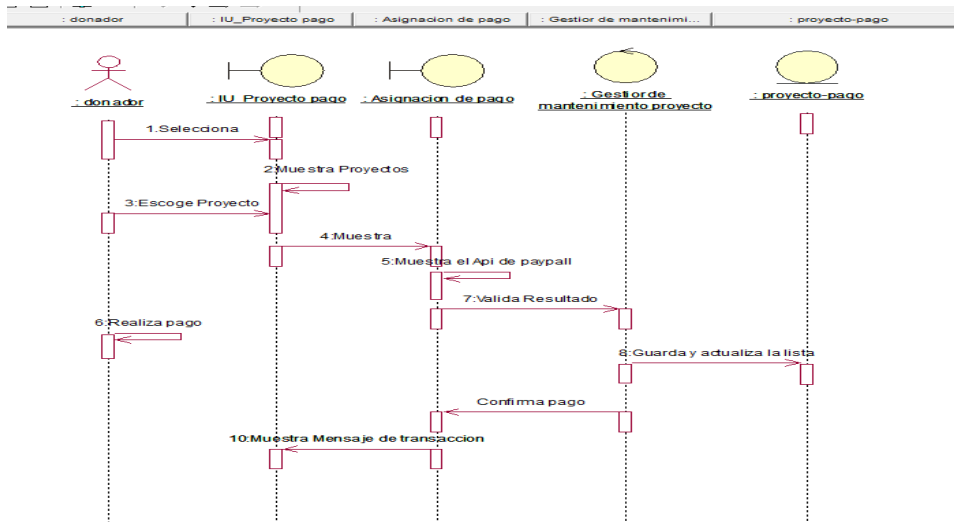 : donador
: IU_Proyecto pago
: Asignacion de pago
: Gestior de mantenimi...
: proyecto-pago
: donador
: IU_Proyecto pago
: Asignacion de pago
: Gestior de
mantenimiento proyecto
: proyecto-pago
1.Selecciona
2:Muestra Proyectos
3:Escoge Proyecto
4:Muestra
5:Muestra el Api de paypall
7:Valida Resultado
6:Realiza pago
8:Guarda y actualiza la lista
Confirma pago
10:Muestra Mensaje de transaccion